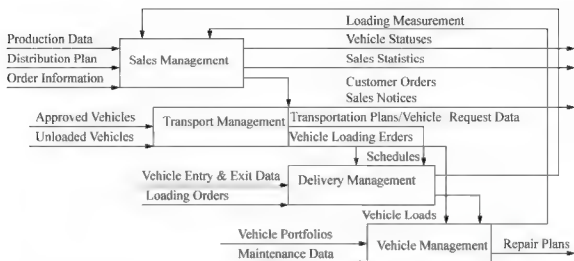 Loading Measurement
Production Data
Vehicle Statuses
Distribution Plan
Sales Management
Sales Statistics
Order Information
Customer Orders
Sales Notices
Approved Vehicles
Transport Management
Transportation Plans/Vehicle Request Data
Unloaded Vehicles
Vehicle Loading Erders
Schedules
Vehicle Entry & Exit Data
Delivery Management
Loading Orders
Vehicle Loads
Vehicle Portfolios
Vehicle Management
Repair Plans
Maintenance Data